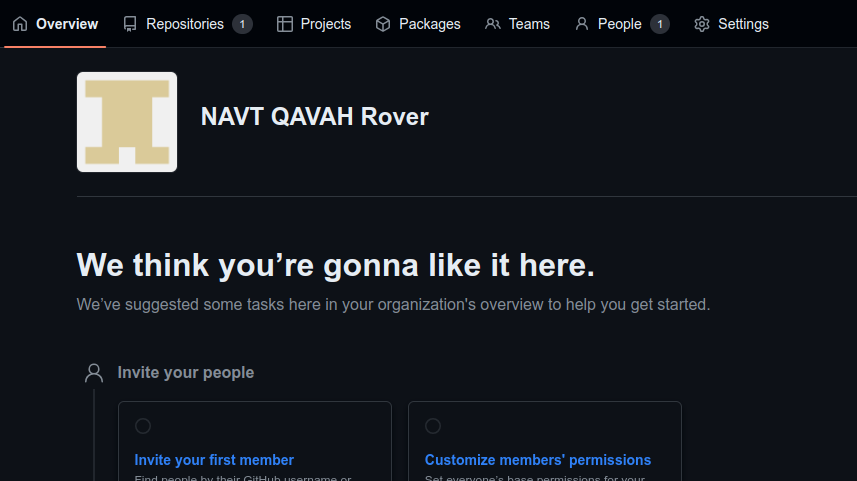 Overview Repositories 1 Projects Packages Teams People 1 Settings
NAVT QAVAH Rover
We think you’re gonna like it here.
We’ve suggested some tasks here in your organization's overview to help you get started.
Invite your people
Invite your first member Customize members' permissions
Find people by their GitHub username or Set everyone's base permissions for your